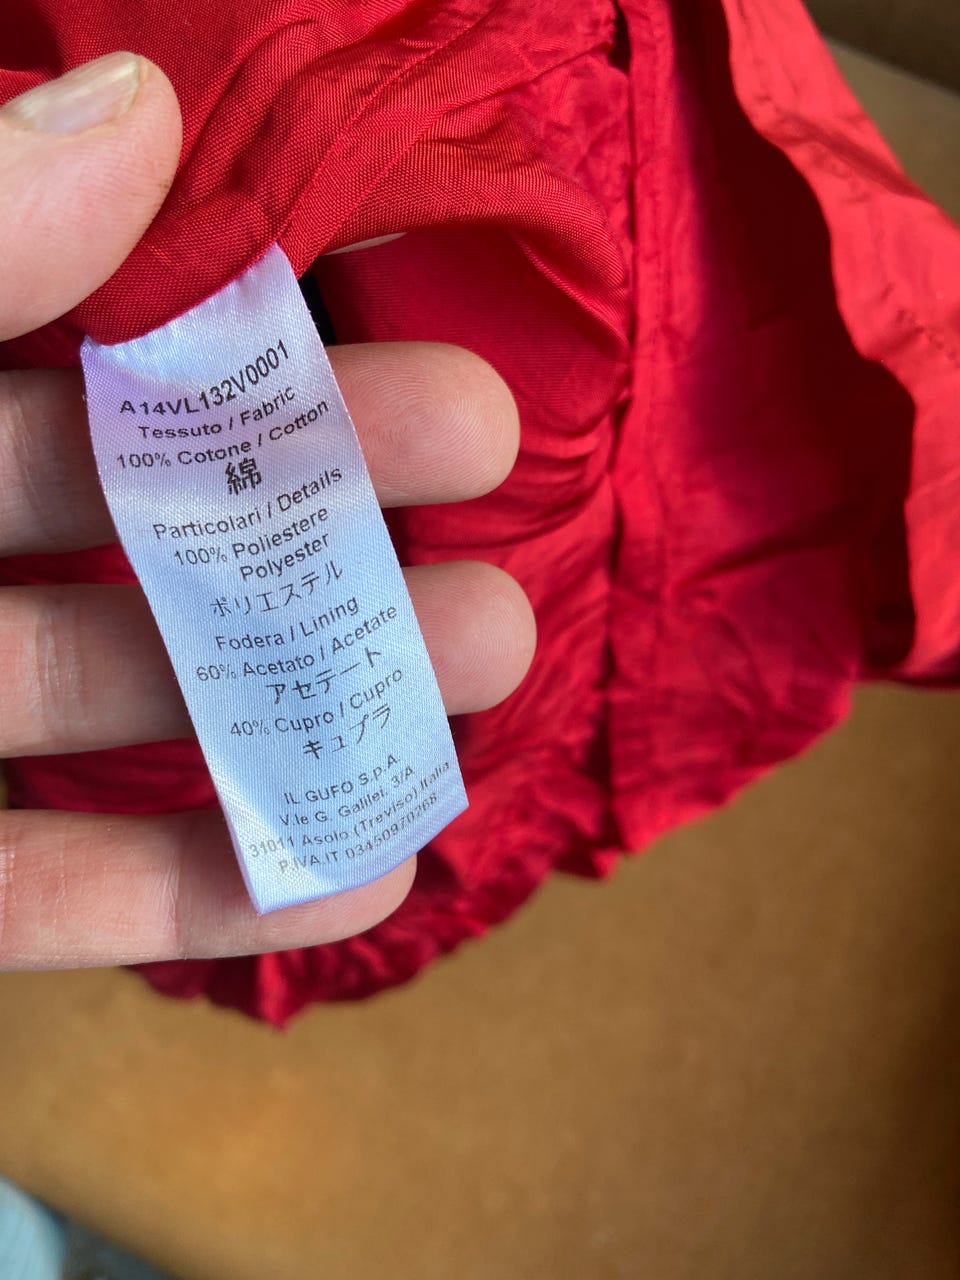 A14VL132V0001
Tessuto / Fabric
100% Cotone / Cotton
綿
Particolari / Details
100% Poliestere
Polyester
ポリエステル
Fodera / Lining
60% Acetato / Acetate
アセテート
40% Cupro / Cupro
キュプラ
IL GUFO S.p.A.
V.le G. Galilei, 3/A
31011 Asolo (Treviso) Italia
P.IVA.IT 03450970268